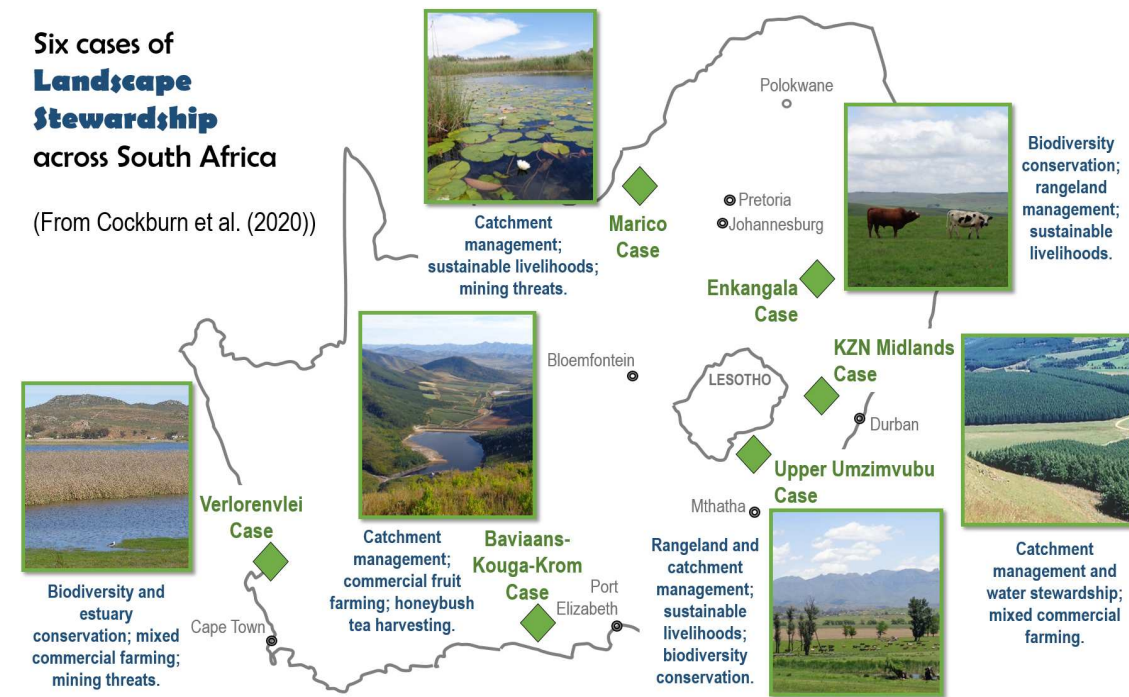 Six cases of
Landscape
Stewardship
across South Africa
(From Cockburn et al. (2020))
Polokwane
Pretoria
Johannesburg
Marico
Case
Catchment
management;
sustainable livelihoods;
mining threats.
Biodiversity
conservation;
rangeland
management;
sustainable
livelihoods.
Enkangala
Case
KZN Midlands
Case
Bloemfontein
LESOTHO
Durban
Upper Umzimvubu
Case
Mthatha
Verlorenvlei
Case
Catchment
management;
commercial fruit
farming; honeybush
tea harvesting.
Baviaans-
Kouga-Krom
Case
Port
Elizabeth
Rangeland and
catchment
management;
sustainable
livelihoods;
biodiversity
conservation.
Catchment
management and
water stewardship;
mixed commercial
farming.
Biodiversity and
estuary
conservation; mixed
commercial farming;
mining threats.
Cape Town